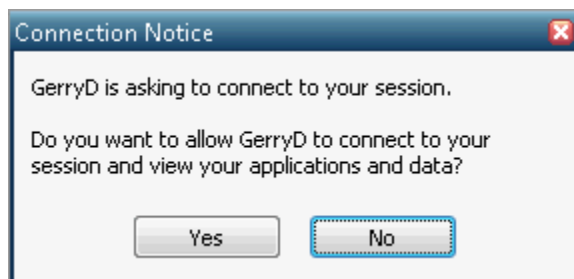 Connection Notice
GerryD is asking to connect to your session.
Do you want to allow GerryD to connect to your
session and view your applications and data?
Yes
No